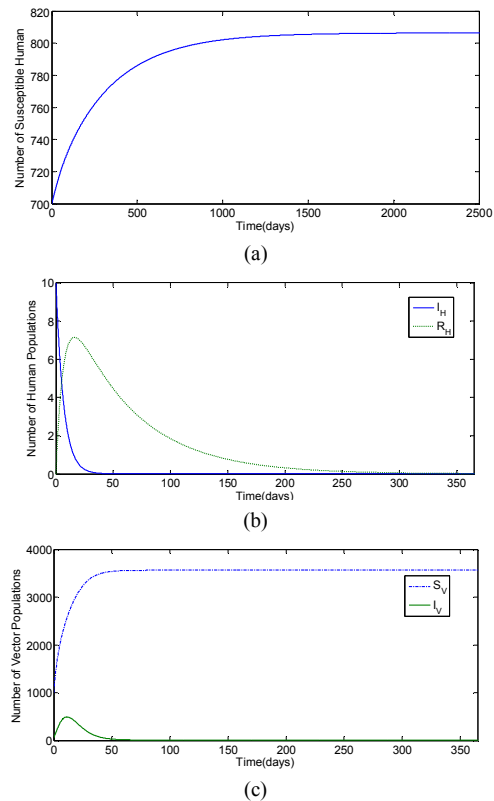 820
800
780
760
740
720
700
Number of Susceptible Human
0 500 1000 1500 2000 2500
Time(days)
(a)
10
8
6
4
2
0
Number of Human Populations
I_H
R_H
0 50 100 150 200 250 300 350
Time(days)
(b)
4000
3000
2000
1000
0
Number of Vector Populations
S_V
I_V
0 50 100 150 200 250 300 350
Time(days)
(c)